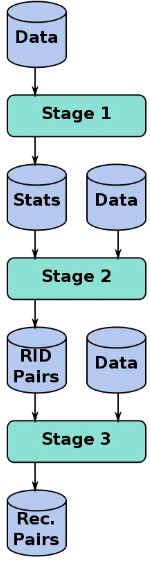 Data
Stage 1
Stats
Data
Stage 2
RID
Pairs
Data
Stage 3
Rec.
Pairs